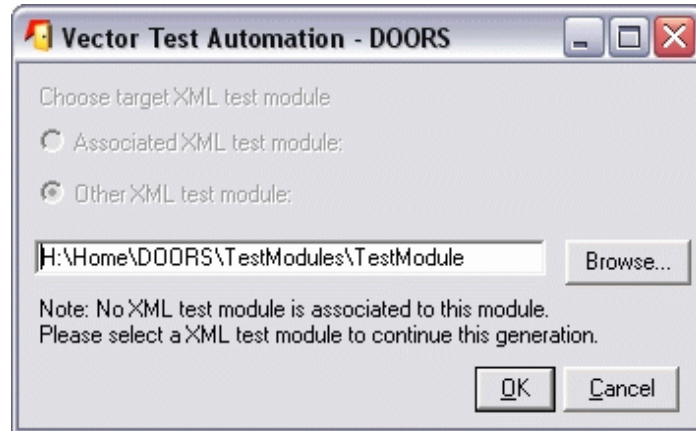 Vector Test Automation - DOORS
Choose target XML test module
Associated XML test module:
Other XML test module:
H:\Home\DOORS\TestModules\TestModule
Browse...
Note: No XML test module is associated to this module.
Please select a XML test module to continue this generation.
OK
Cancel